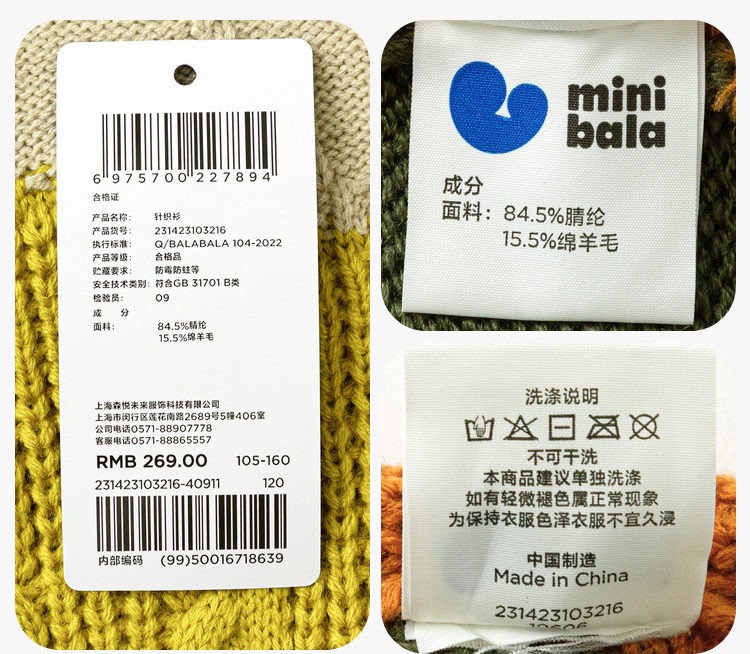 6 975700 227894
合格证
产品名称： 针织衫
产品货号： 231423103216
执行标准： Q/BALABALA 104-2022
产品等级： 合格品
贮藏要求： 防霉防蛀等
安全技术类别：符合GB 31701 B类
检验员： 09
成 分
面料： 84.5%腈纶
15.5%绵羊毛
上海森悦未来服饰科技有限公司
上海市闵行区莲花南路2689号5幢406室
公司电话0571-88907778
客服电话0571-88865557
RMB 269.00 105-160
231423103216-40911 120
内部编码 (99)50016718639
mini
bala
成分
面料：84.5%腈纶
15.5%绵羊毛
洗涤说明
不可干洗
本商品建议单独洗涤
如有轻微褪色属正常现象
为保持衣服色泽衣服不宜久浸
中国制造
Made in China
231423103216